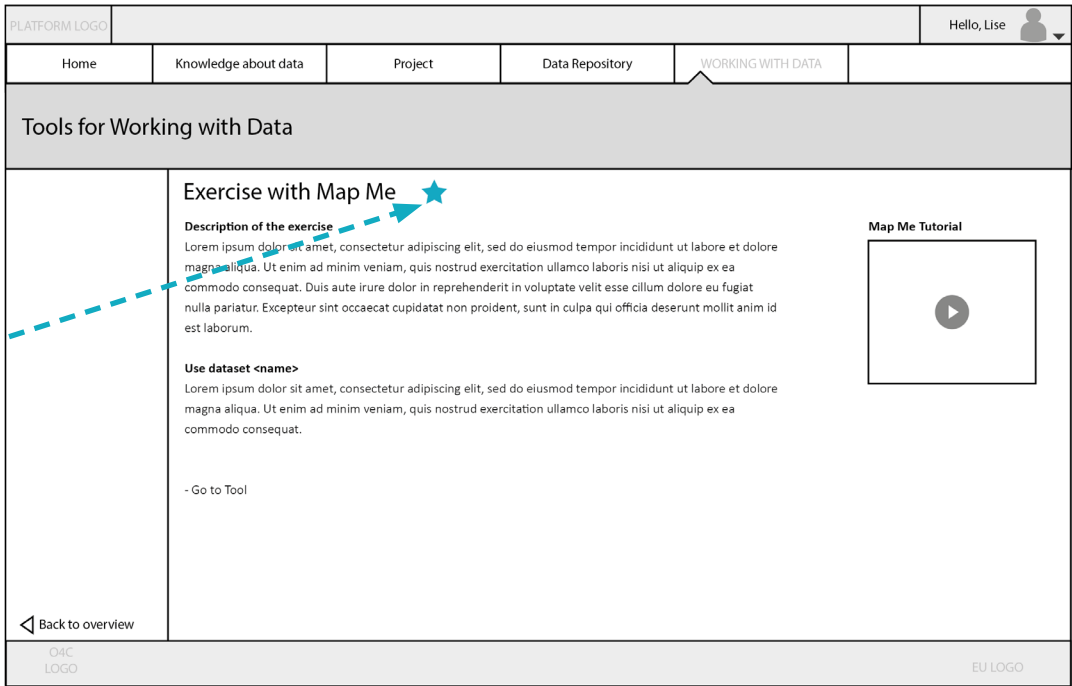 PLATFORM LOGO
Hello, Lise
Home
Knowledge about data
Project
Data Repository
WORKING WITH DATA
Tools for Working with Data
Exercise with Map Me
Description of the exercise
Lorem ipsum dolor sit amet, consectetur adipiscing elit, sed do eiusmod tempor incididunt ut labore et dolore
magna aliqua. Ut enim ad minim veniam, quis nostrud exercitation ullamco laboris nisi ut aliquip ex ea
commodo consequat. Duis aute irure dolor in reprehenderit in voluptate velit esse cillum dolore eu fugiat
nulla pariatur. Excepteur sint occaecat cupidatat non proident, sunt in culpa qui officia deserunt mollit anim id
est laborum.
Use dataset <name>
Lorem ipsum dolor sit amet, consectetur adipiscing elit, sed do eiusmod tempor incididunt ut labore et dolore
magna aliqua. Ut enim ad minim veniam, quis nostrud exercitation ullamco laboris nisi ut aliquip ex ea
commodo consequat.
- Go to Tool
Map Me Tutorial
Back to overview
O4C
LOGO
EU LOGO